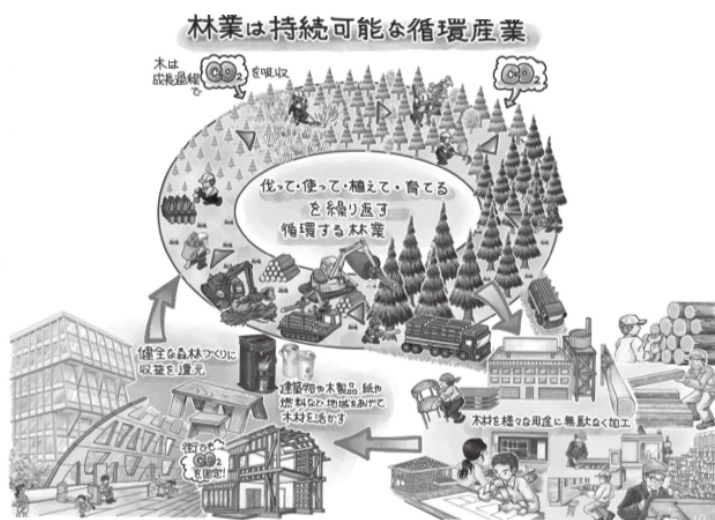 林業は持続可能な循環産業
木は
成長過程
で
CO2
を吸収
CO2
伐って・使って・植えて・育てる
を繰り返す
循環する林業
健全な森林づくりに
収益を還元
建築物や木製品、紙や
燃料など、地域をあげて
木材を活かす
木材を様々な用途に無駄なく加工
街でも
CO2
を固定!